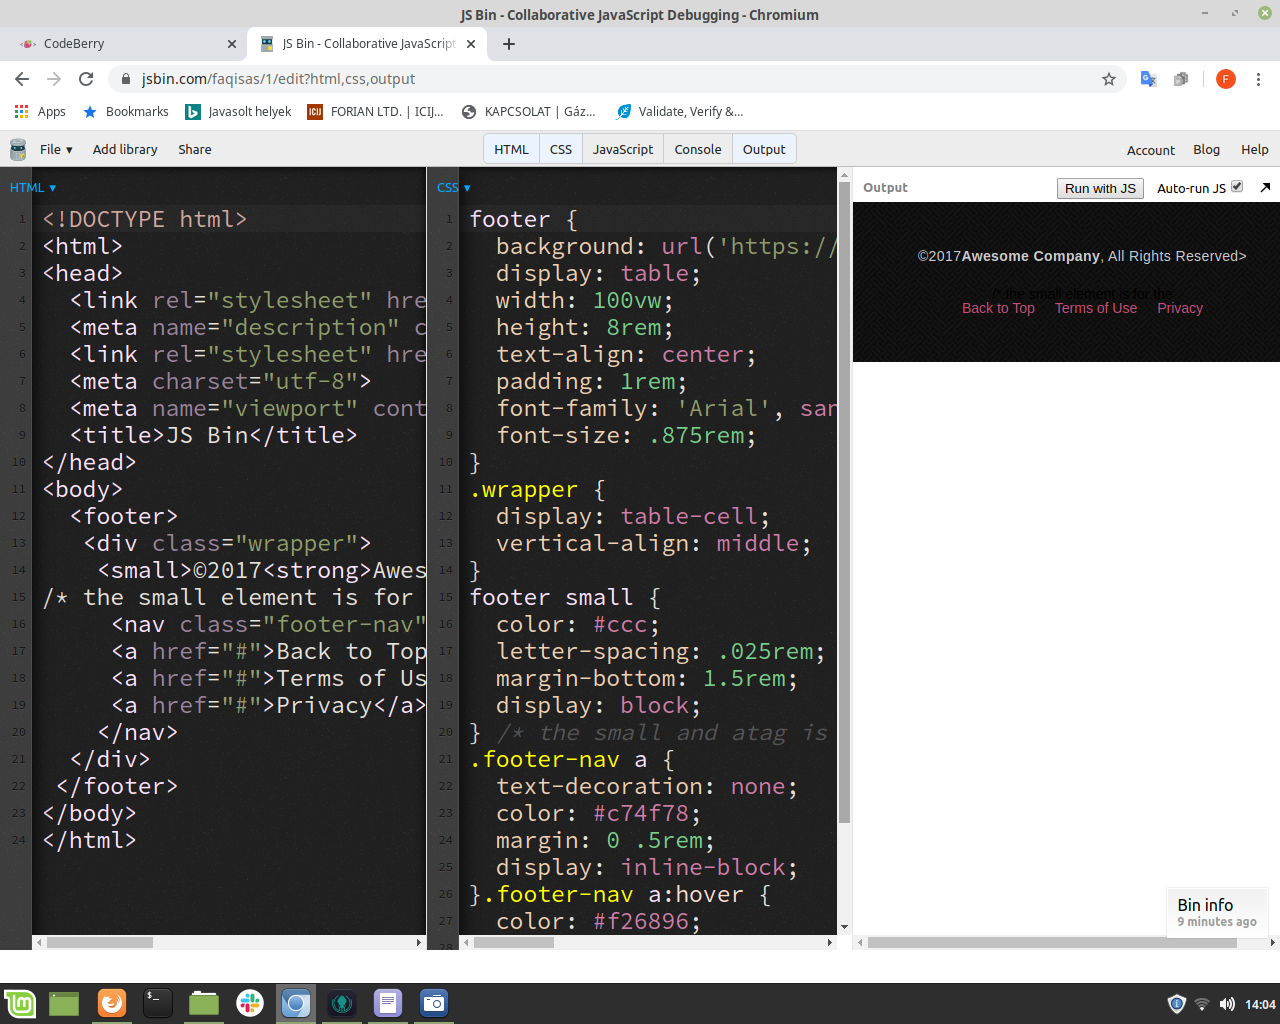 JS Bin - Collaborative JavaScript Debugging - Chromium
CodeBerry
JS Bin - Collaborative JavaScript
jsbin.com/faqisas/1/edit?html,css,output
F
Apps
Bookmarks
Javasolt helyek
ICIJ
FORIAN LTD. | ICIJ...
KAPCSOLAT | Gáz...
Validate, Verify &...
File ▾
Add library
Share
HTML
CSS
JavaScript
Console
Output
Account
Blog
Help
HTML ▾
1 <!DOCTYPE html>
2 <html>
3 <head>
4 <link rel="stylesheet" hre
5 <meta name="description" c
6 <link rel="stylesheet" hre
7 <meta charset="utf-8">
8 <meta name="viewport" cont
9 <title>JS Bin</title>
10 </head>
11 <body>
12 <footer>
13 <div class="wrapper">
14 <small>©2017<strong>Awes
15 /* the small element is for
16 <nav class="footer-nav"
17 <a href="#">Back to Top
18 <a href="#">Terms of Us
19 <a href="#">Privacy</a>
20 </nav>
21 </div>
22 </footer>
23 </body>
24 </html>
CSS ▾
1 footer {
2 background: url('https://
3 display: table;
4 width: 100vw;
5 height: 8rem;
6 text-align: center;
7 padding: 1rem;
8 font-family: 'Arial', san
9 font-size: .875rem;
10 }
11 .wrapper {
12 display: table-cell;
13 vertical-align: middle;
14 }
15 footer small {
16 color: #ccc;
17 letter-spacing: .025rem;
18 margin-bottom: 1.5rem;
19 display: block;
20 } /* the small and atag is
21 .footer-nav a {
22 text-decoration: none;
23 color: #c74f78;
24 margin: 0 .5rem;
25 display: inline-block;
26 }.footer-nav a:hover {
27 color: #f26896;
28
Output
Run with JS
Auto-run JS
©2017Awesome Company, All Rights Reserved>
/* the small element is for the
Back to Top
Terms of Use
Privacy
Bin info
9 minutes ago
14:04